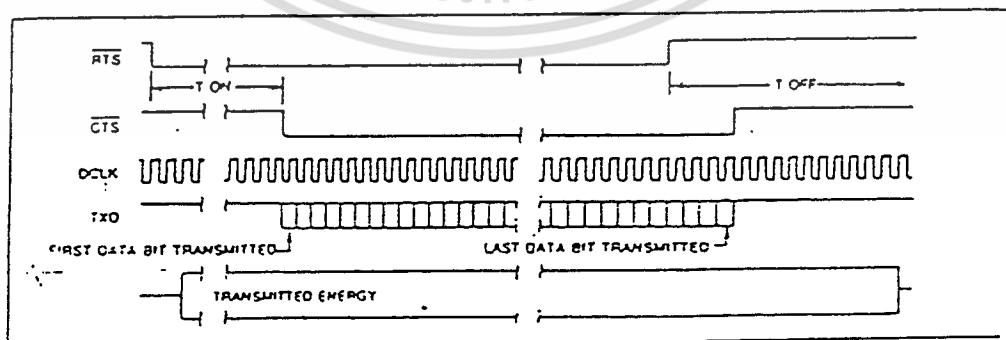 RTS
T ON
T OFF
CTS
DCLK
TXD
FIRST DATA BIT TRANSMITTED
LAST DATA BIT TRANSMITTED
TRANSMITTED ENERGY